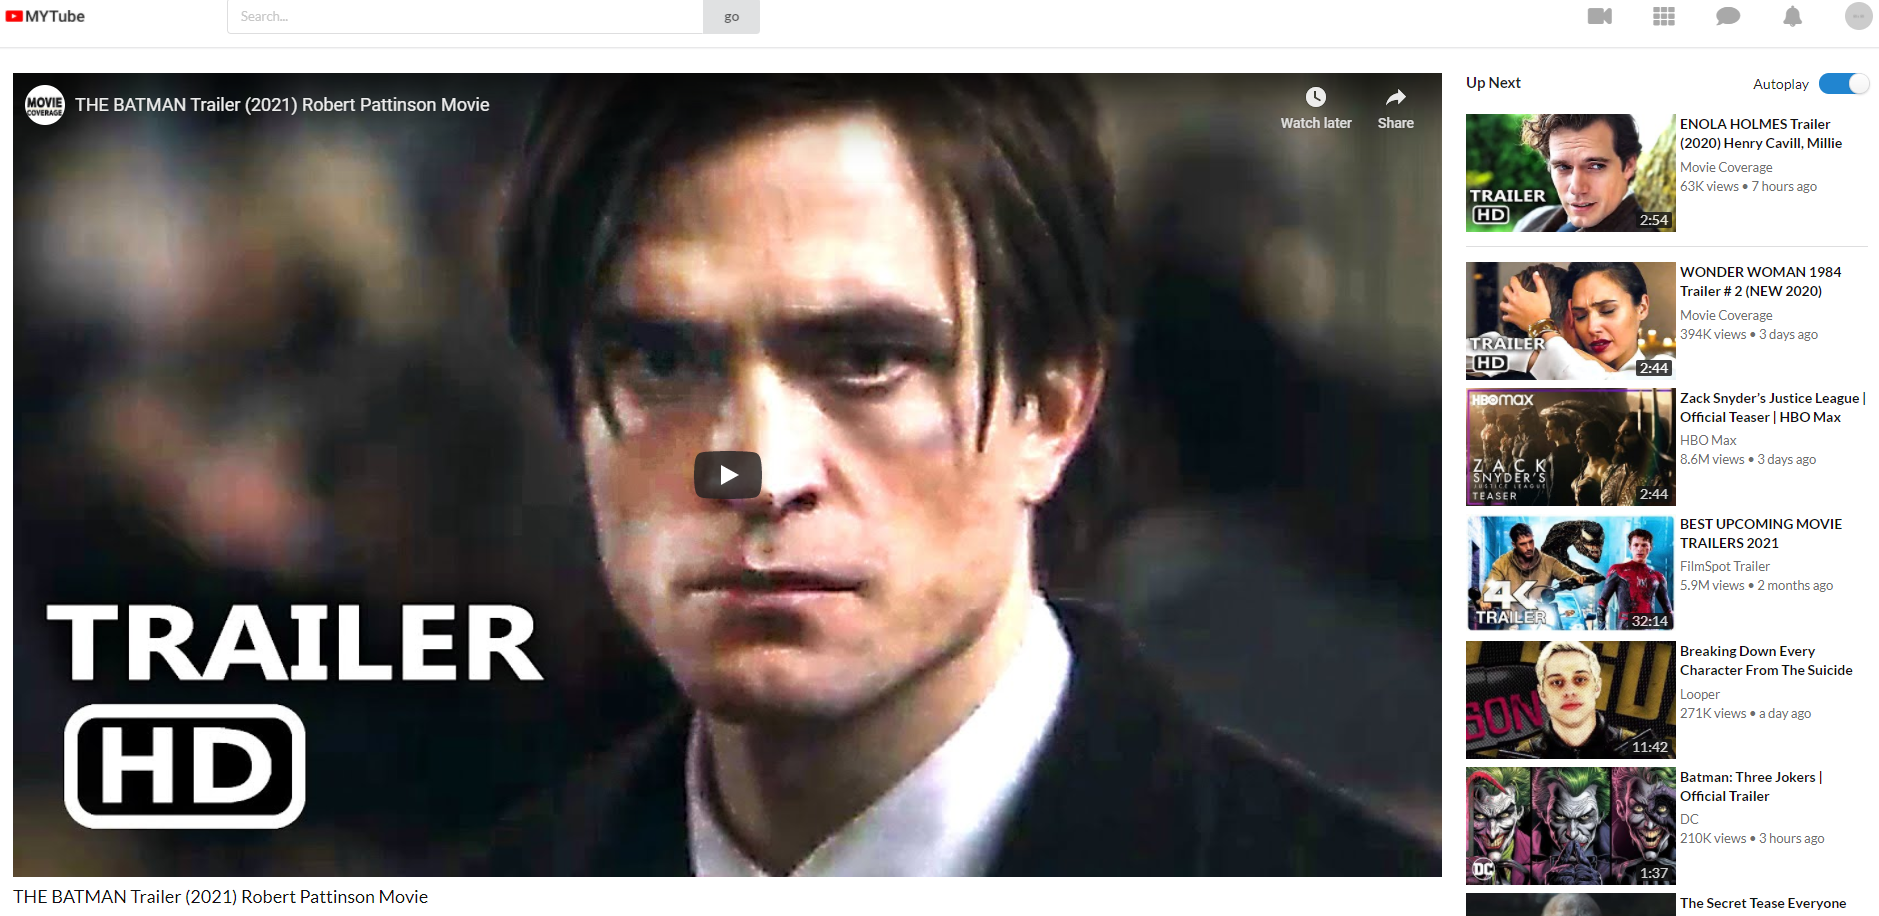 MYTube
Search...
go
MOVIE
COVERAGE
THE BATMAN Trailer (2021) Robert Pattinson Movie
Watch later
Share
TRAILER
HD
THE BATMAN Trailer (2021) Robert Pattinson Movie
Up Next
Autoplay
TRAILER
HD
2:54
ENOLA HOLMES Trailer
(2020) Henry Cavill, Millie
Movie Coverage
63K views • 7 hours ago
TRAILER
HD
2:44
WONDER WOMAN 1984
Trailer # 2 (NEW 2020)
Movie Coverage
394K views • 3 days ago
HBOMAX
ZACK
SNYDER'S
JUSTICE LEAGUE
TEASER
2:44
Zack Snyder’s Justice League |
Official Teaser | HBO Max
HBO Max
8.6M views • 3 days ago
4K
TRAILER
32:14
BEST UPCOMING MOVIE
TRAILERS 2021
FilmSpot Trailer
5.9M views • 2 months ago
11:42
Breaking Down Every
Character From The Suicide
Looper
271K views • a day ago
DC
1:37
Batman: Three Jokers |
Official Trailer
DC
210K views • 3 hours ago
The Secret Tease Everyone